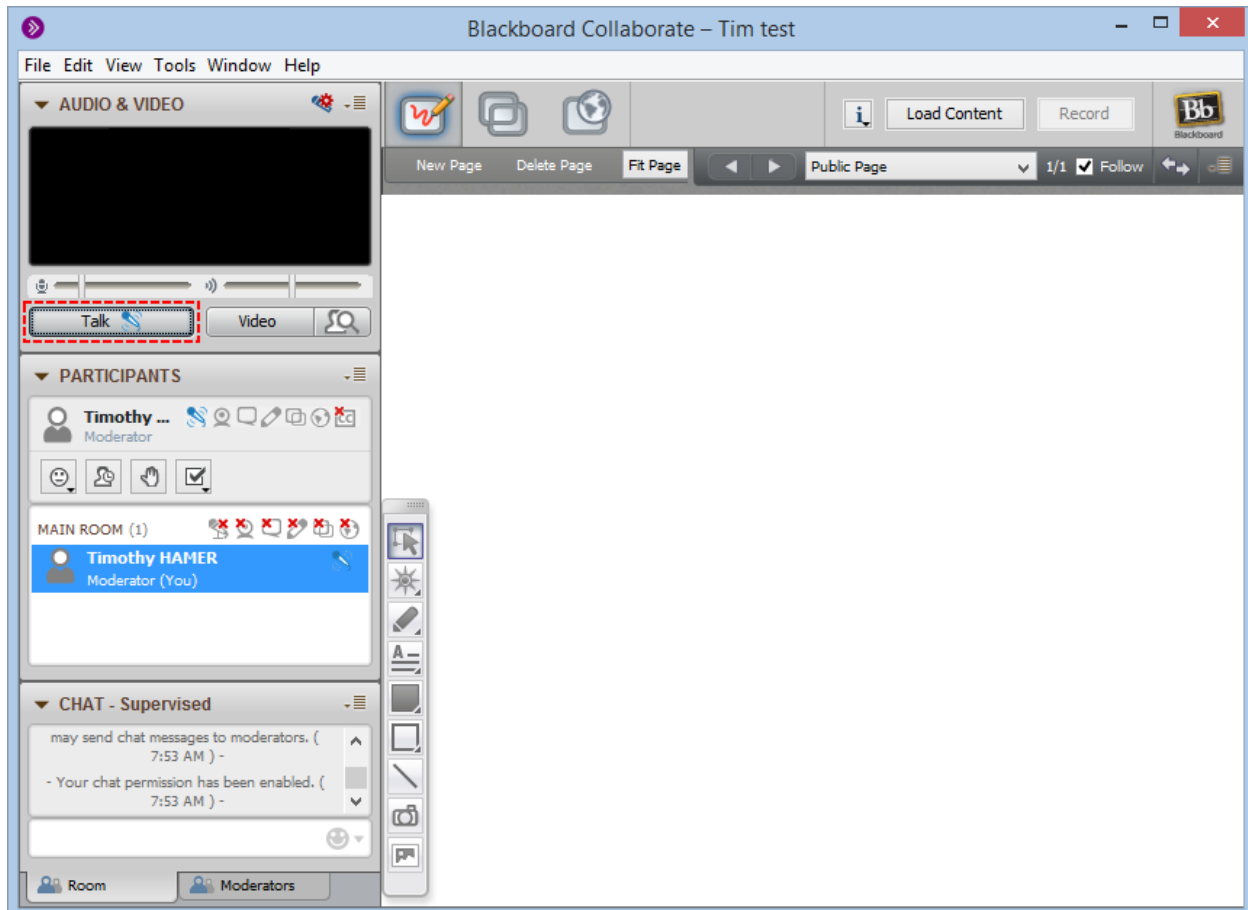 Blackboard Collaborate – Tim test
File Edit View Tools Window Help
AUDIO & VIDEO
Load Content
Record
Bb
Blackboard
New Page Delete Page Fit Page Public Page 1/1 Follow
Talk Video
PARTICIPANTS
Timothy ...
Moderator
MAIN ROOM (1)
Timothy HAMER
Moderator (You)
CHAT - Supervised
may send chat messages to moderators. (
7:53 AM ) -
- Your chat permission has been enabled. (
7:53 AM ) -
Room Moderators